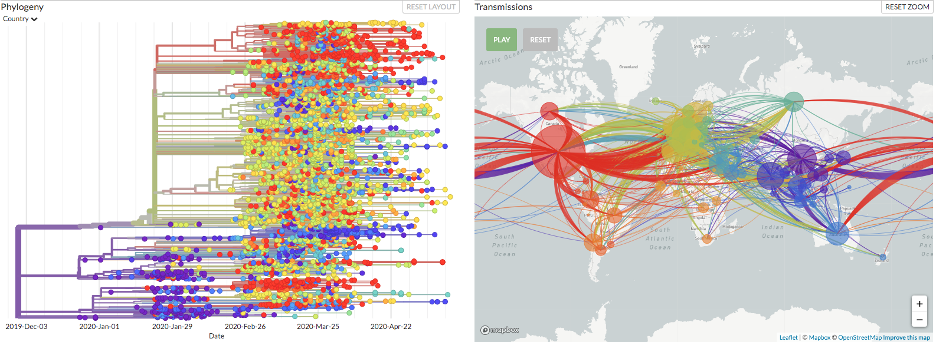 Phylogeny
RESET LAYOUT
Country
2019-Dec-03 2020-Jan-01 2020-Jan-29 2020-Feb-26 2020-Mar-25 2020-Apr-22
Date
Transmissions
RESET ZOOM
PLAY RESET
Greenland
South
Pacific
Ocean
South
Atlantic
Ocean
Indian
Ocean
+
−
mapbox
Leaflet | © Mapbox © OpenStreetMap Improve this map